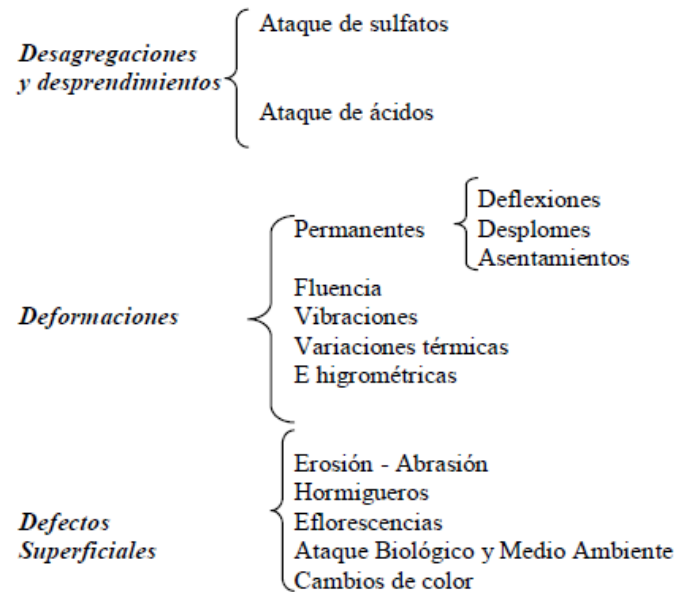 Desagregaciones
y desprendimientos
Ataque de sulfatos
Ataque de ácidos
Deformaciones
Permanentes
Deflexiones
Desplomes
Asentamientos
Fluencia
Vibraciones
Variaciones térmicas
E higrométricas
Defectos
Superficiales
Erosión - Abrasión
Hormigueros
Eflorescencias
Ataque Biológico y Medio Ambiente
Cambios de color